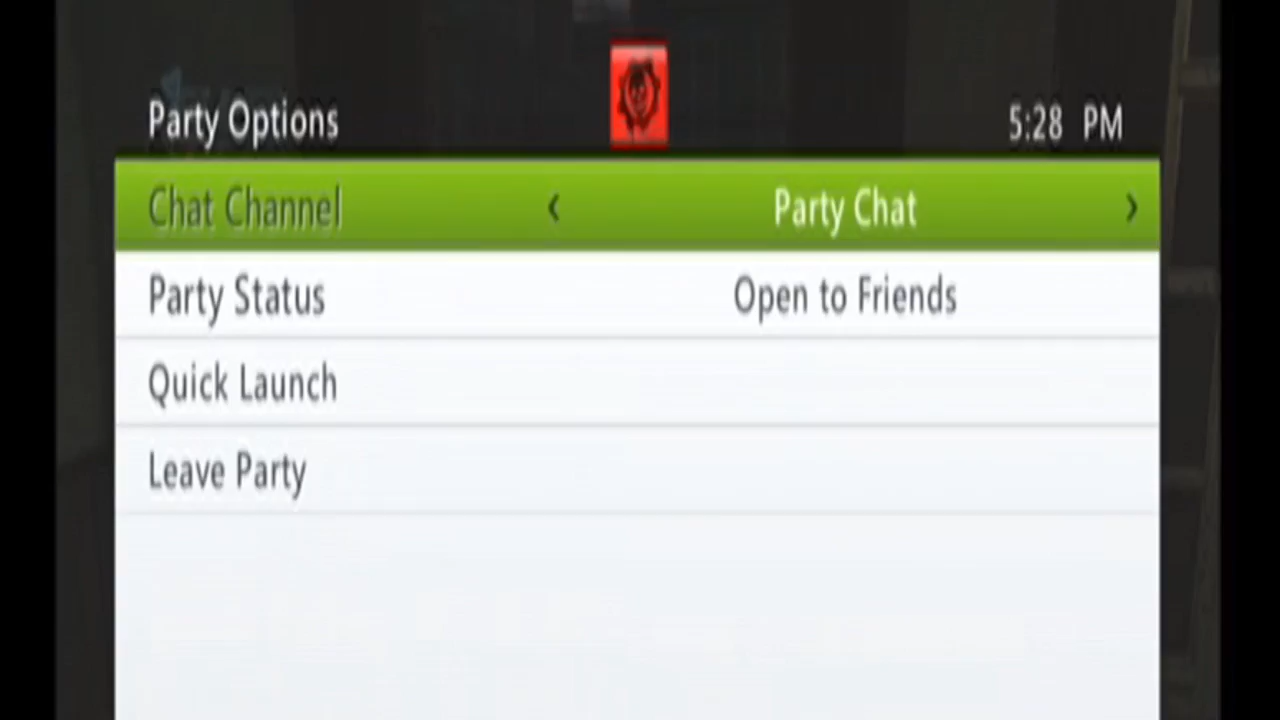 Party Options
5:28 PM
Chat Channel
Party Chat
Party Status
Open to Friends
Quick Launch
Leave Party